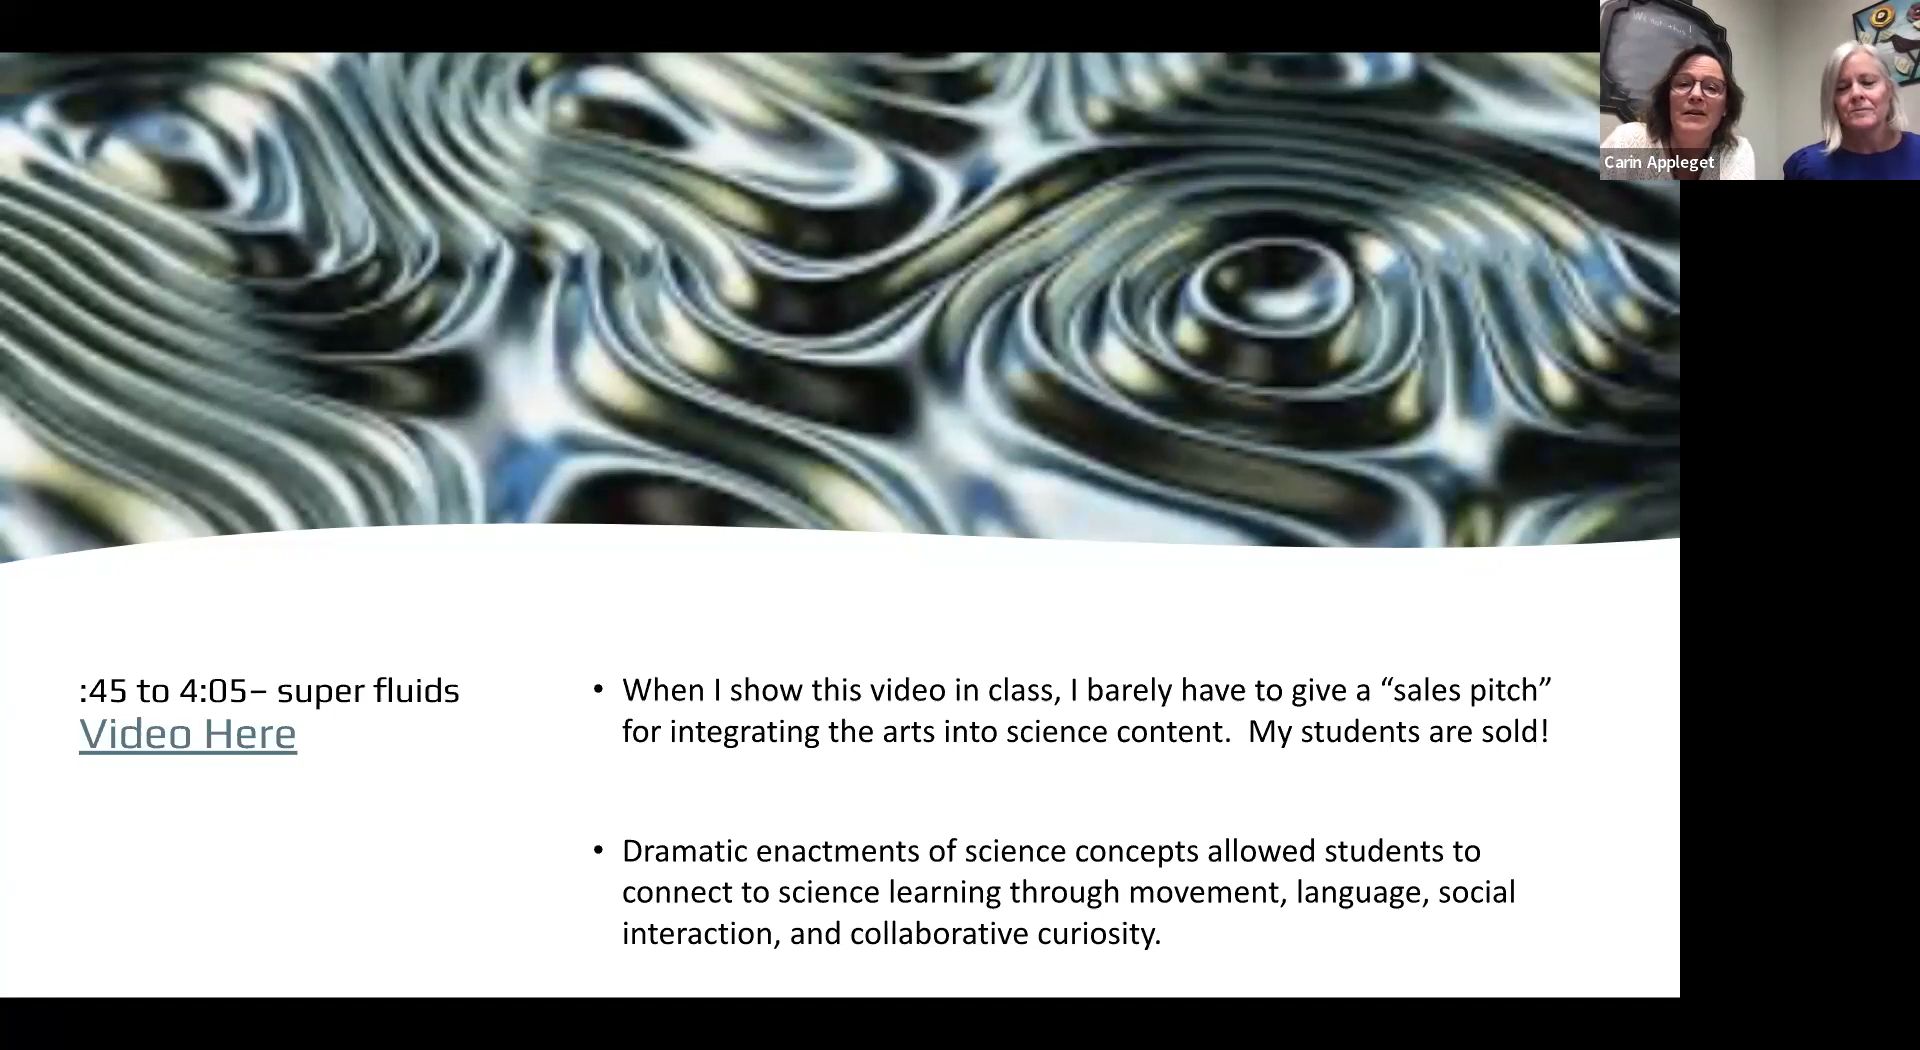 Carin Appleget
:45 to 4:05– super fluids
Video Here
• When I show this video in class, I barely have to give a “sales pitch”
for integrating the arts into science content.  My students are sold!
• Dramatic enactments of science concepts allowed students to
connect to science learning through movement, language, social
interaction, and collaborative curiosity.